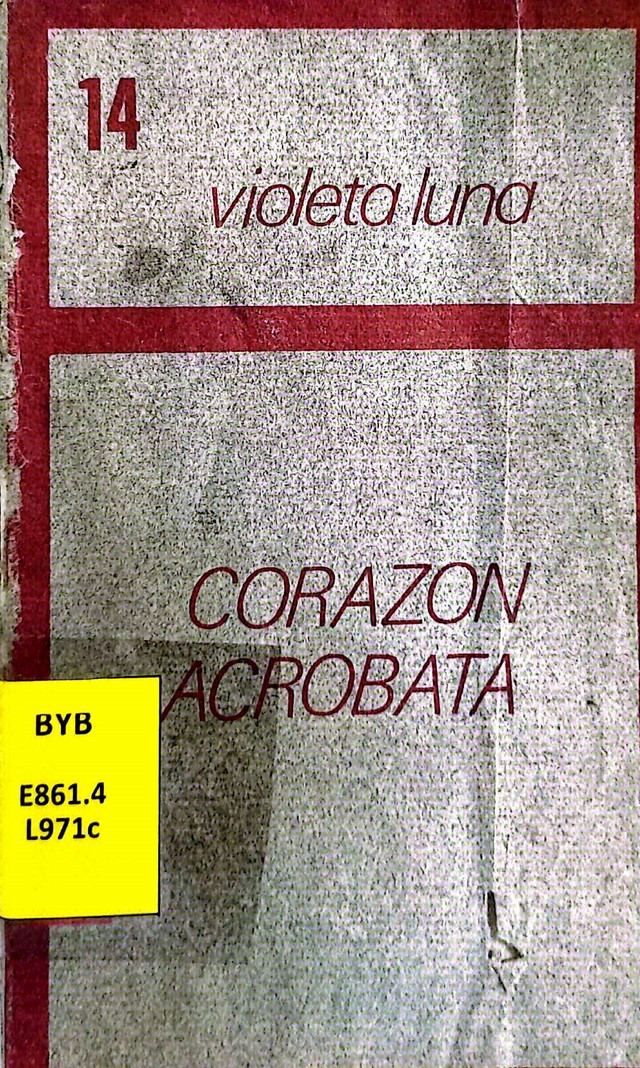 14
violeta luna
CORAZON
ACROBATA
BYB
E861.4
L971c